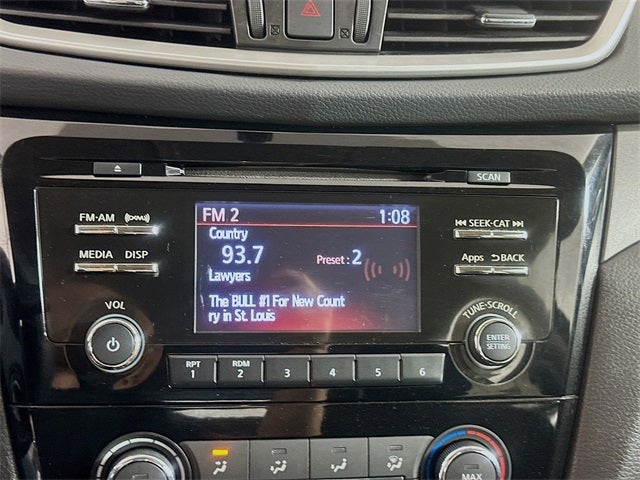 SCAN
FM·AM
((XM))
MEDIA DISP
VOL
FM 2 1:08
Country
93.7 Preset : 2
Lawyers
The BULL #1 For New Count
ry in St. Louis
SEEK·CAT
Apps BACK
TUNE·SCROLL
ENTER
SETTING
RPT
1
RDM
2
3
4
5
6
MAX